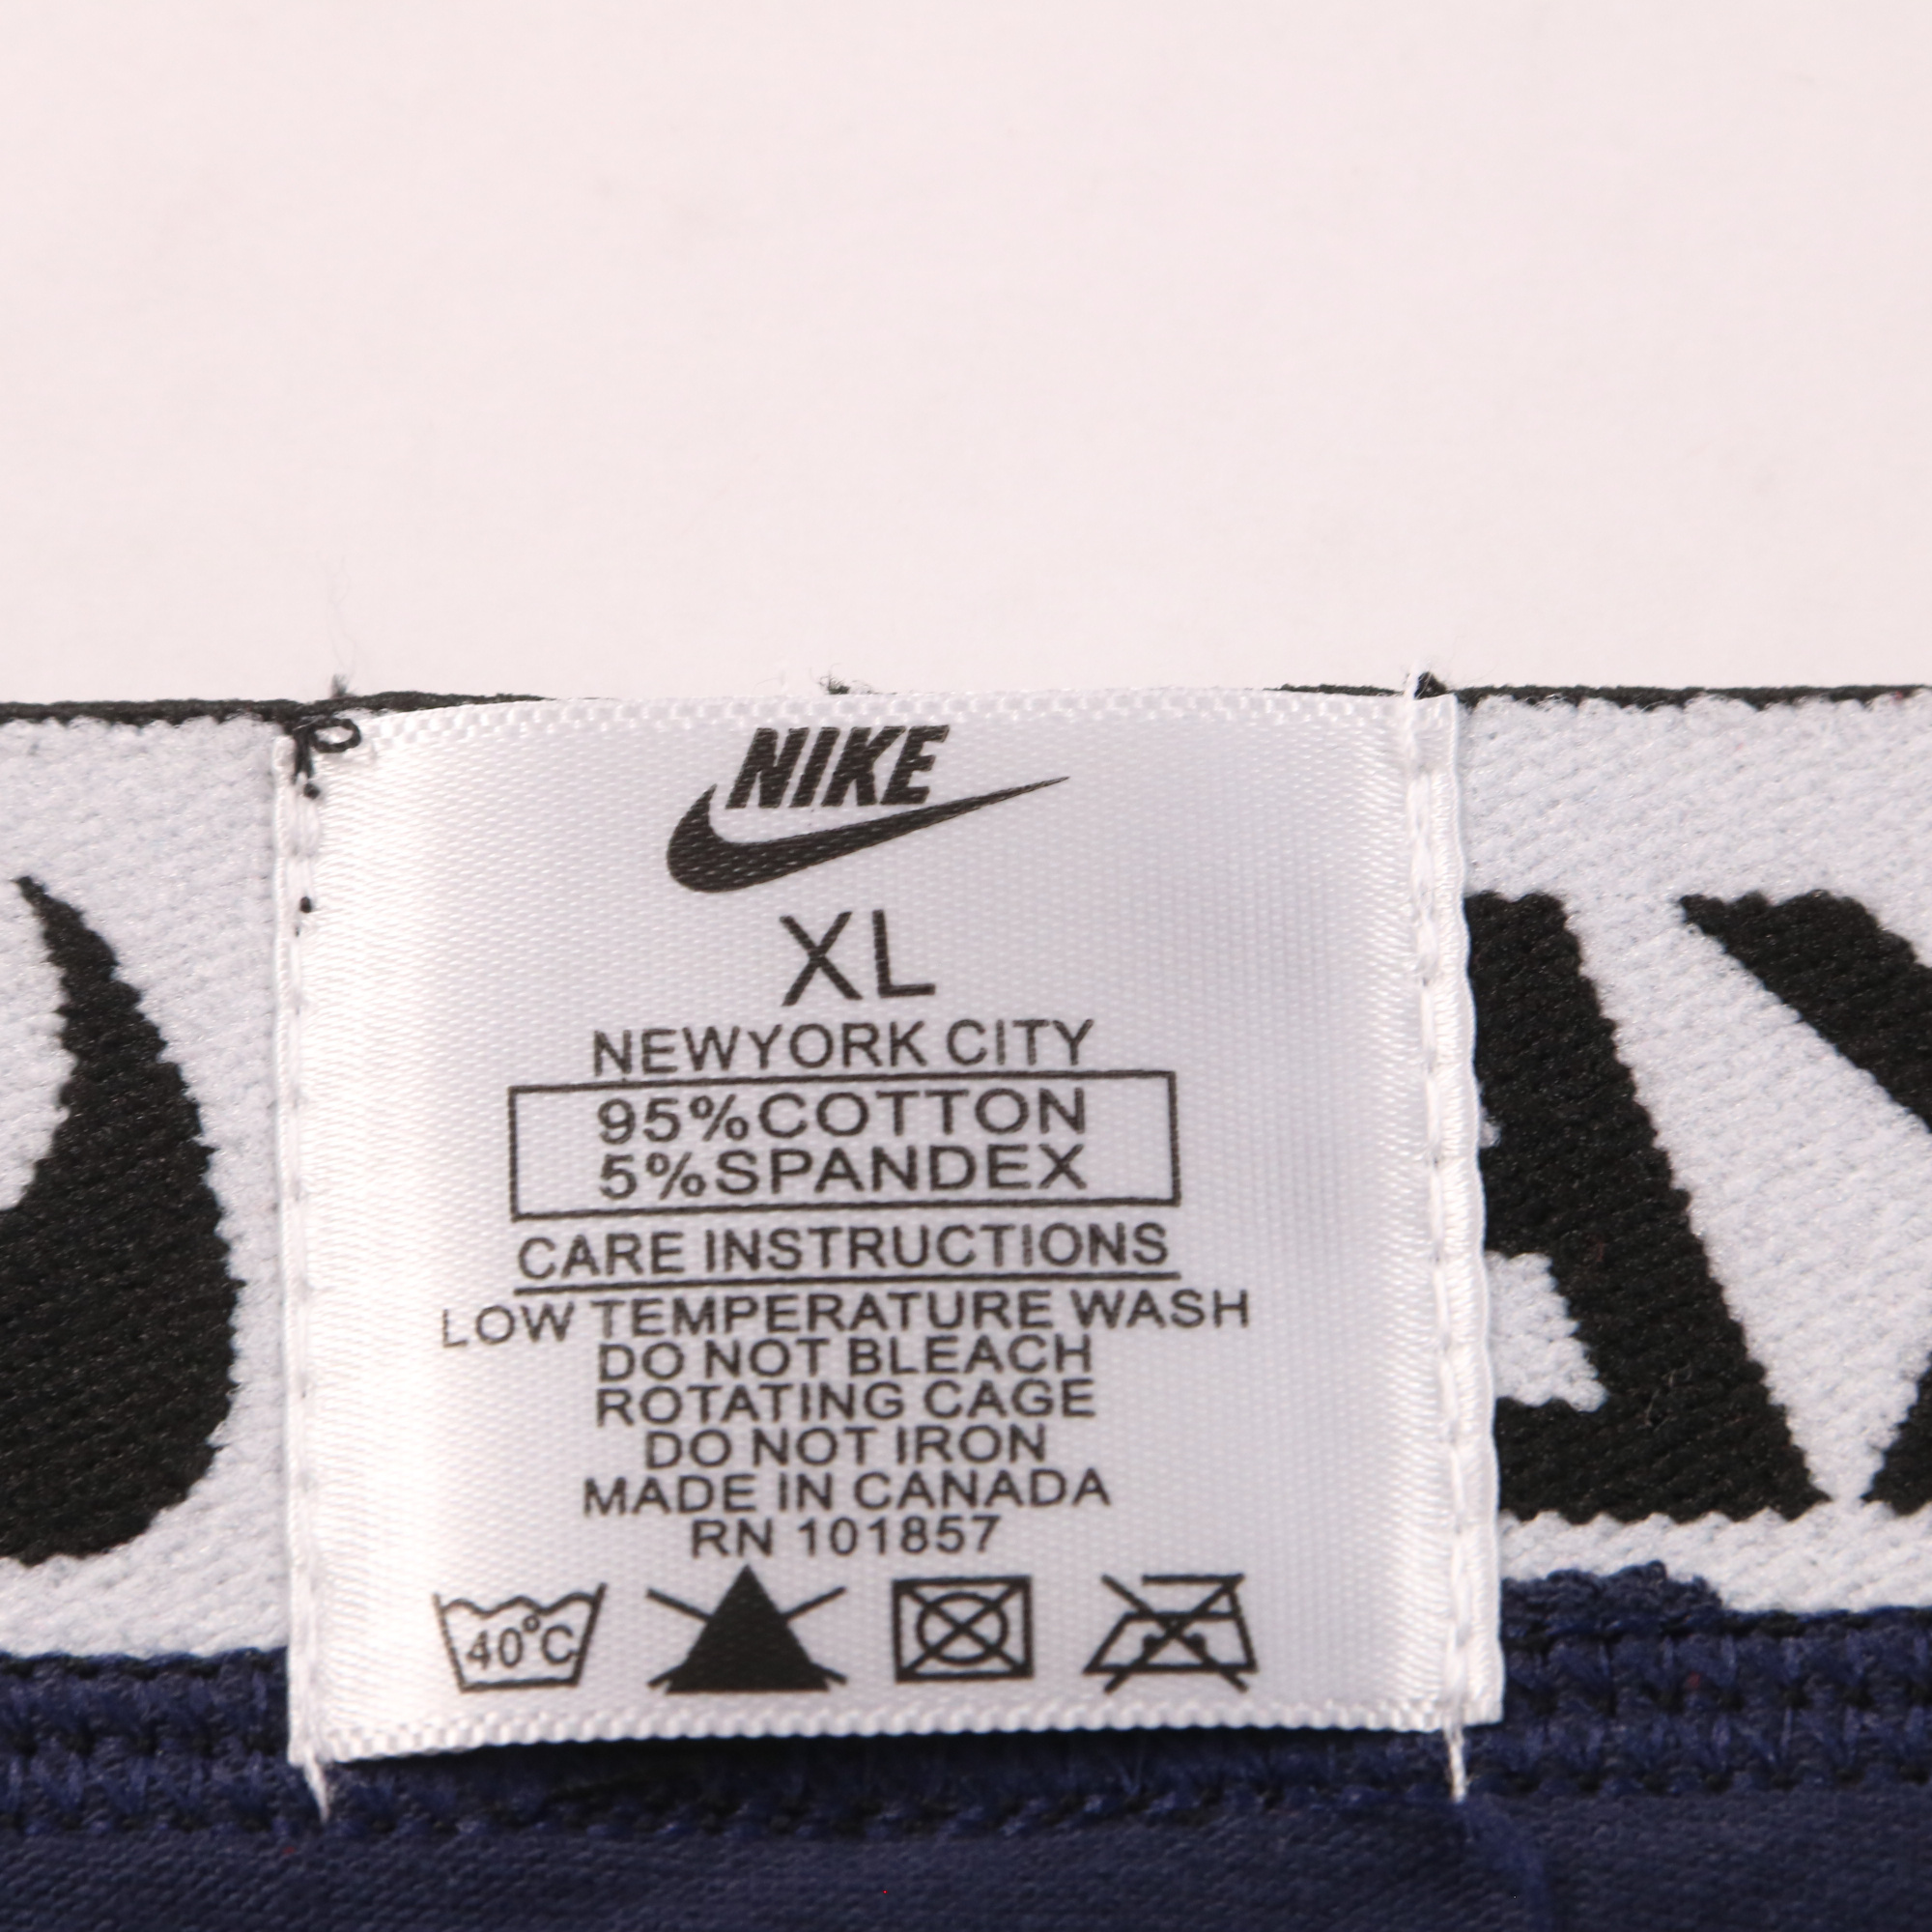 NIKE
XL
NEWYORK CITY
95%COTTON
5%SPANDEX
CARE INSTRUCTIONS
LOW TEMPERATURE WASH
DO NOT BLEACH
ROTATING CAGE
DO NOT IRON
MADE IN CANADA
RN 101857
40°C